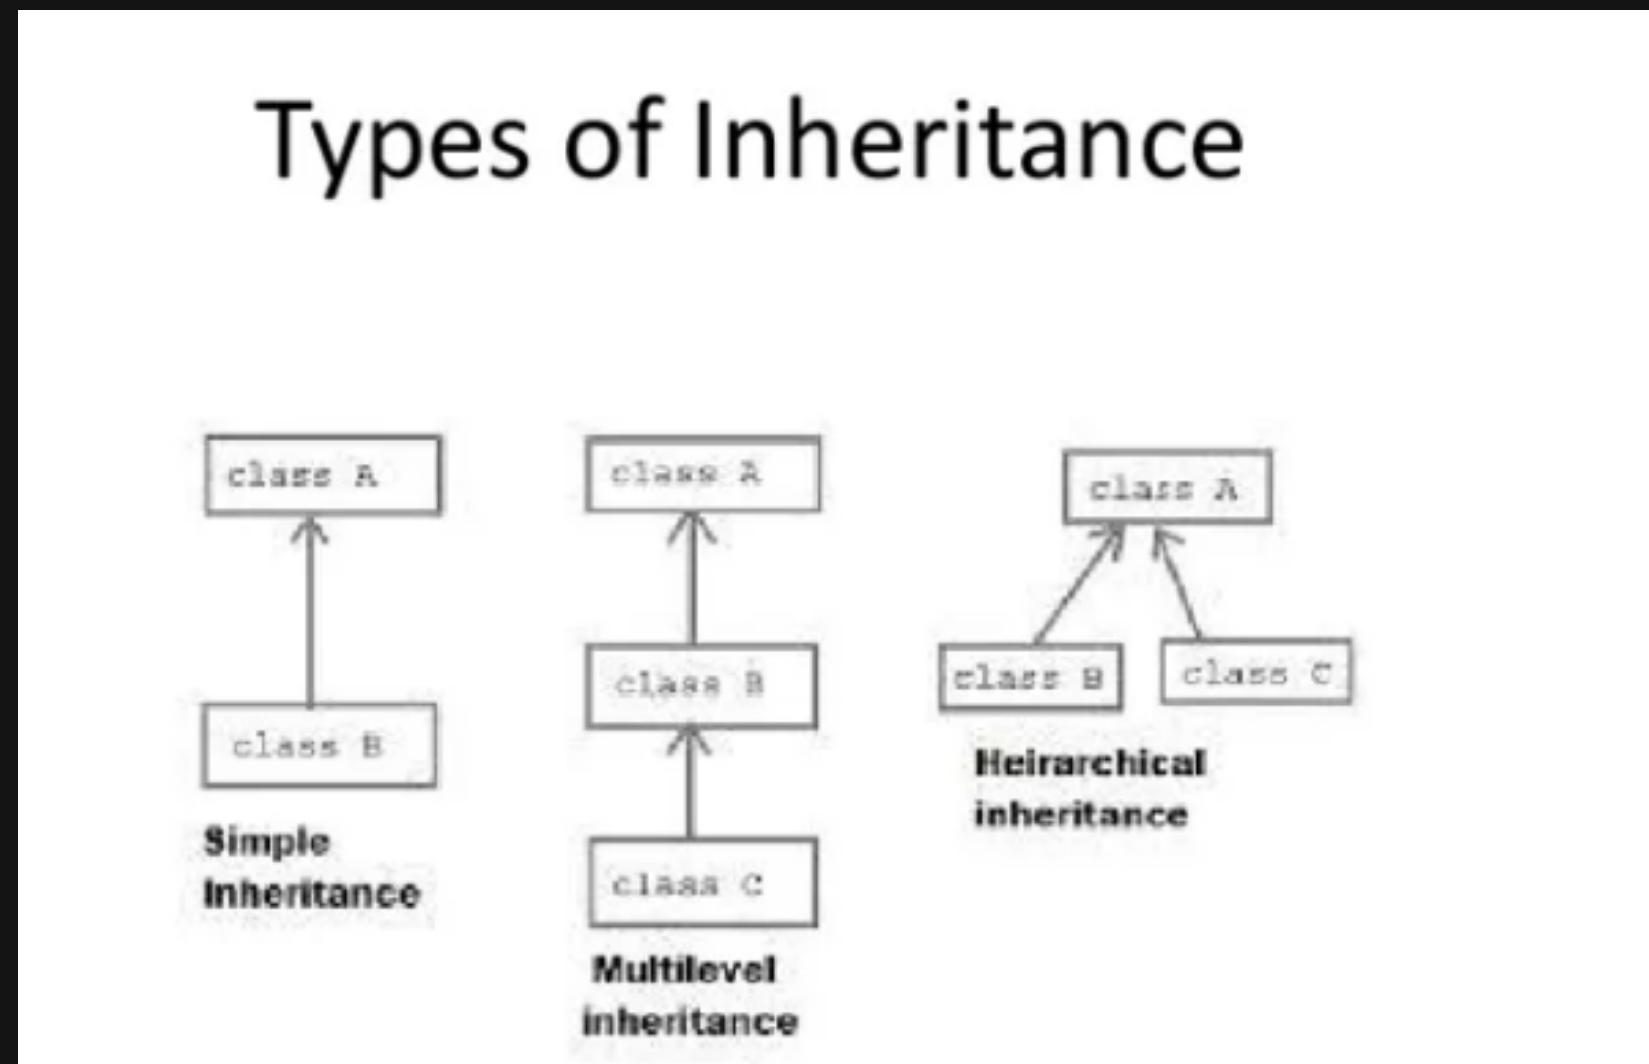 Types of Inheritance
class A
class B
Simple
Inheritance
class A
class B
class C
Multilevel
inheritance
class A
class B
class C
Heirarchical
inheritance